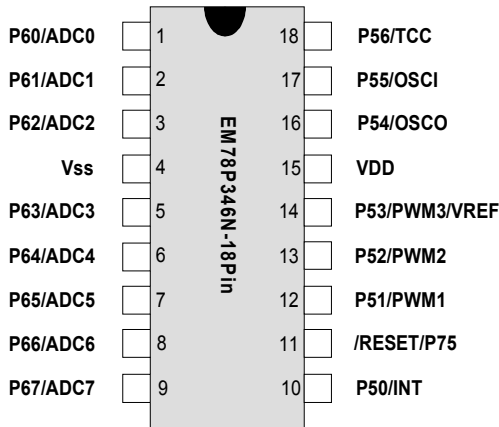 P60/ADC0 1 18 P56/TCC
P61/ADC1 2 17 P55/OSCI
P62/ADC2 3 16 P54/OSCO
Vss 4 15 VDD
P63/ADC3 5 14 P53/PWM3/VREF
P64/ADC4 6 13 P52/PWM2
P65/ADC5 7 12 P51/PWM1
P66/ADC6 8 11 /RESET/P75
P67/ADC7 9 10 P50/INT
EM78P346N-18Pin